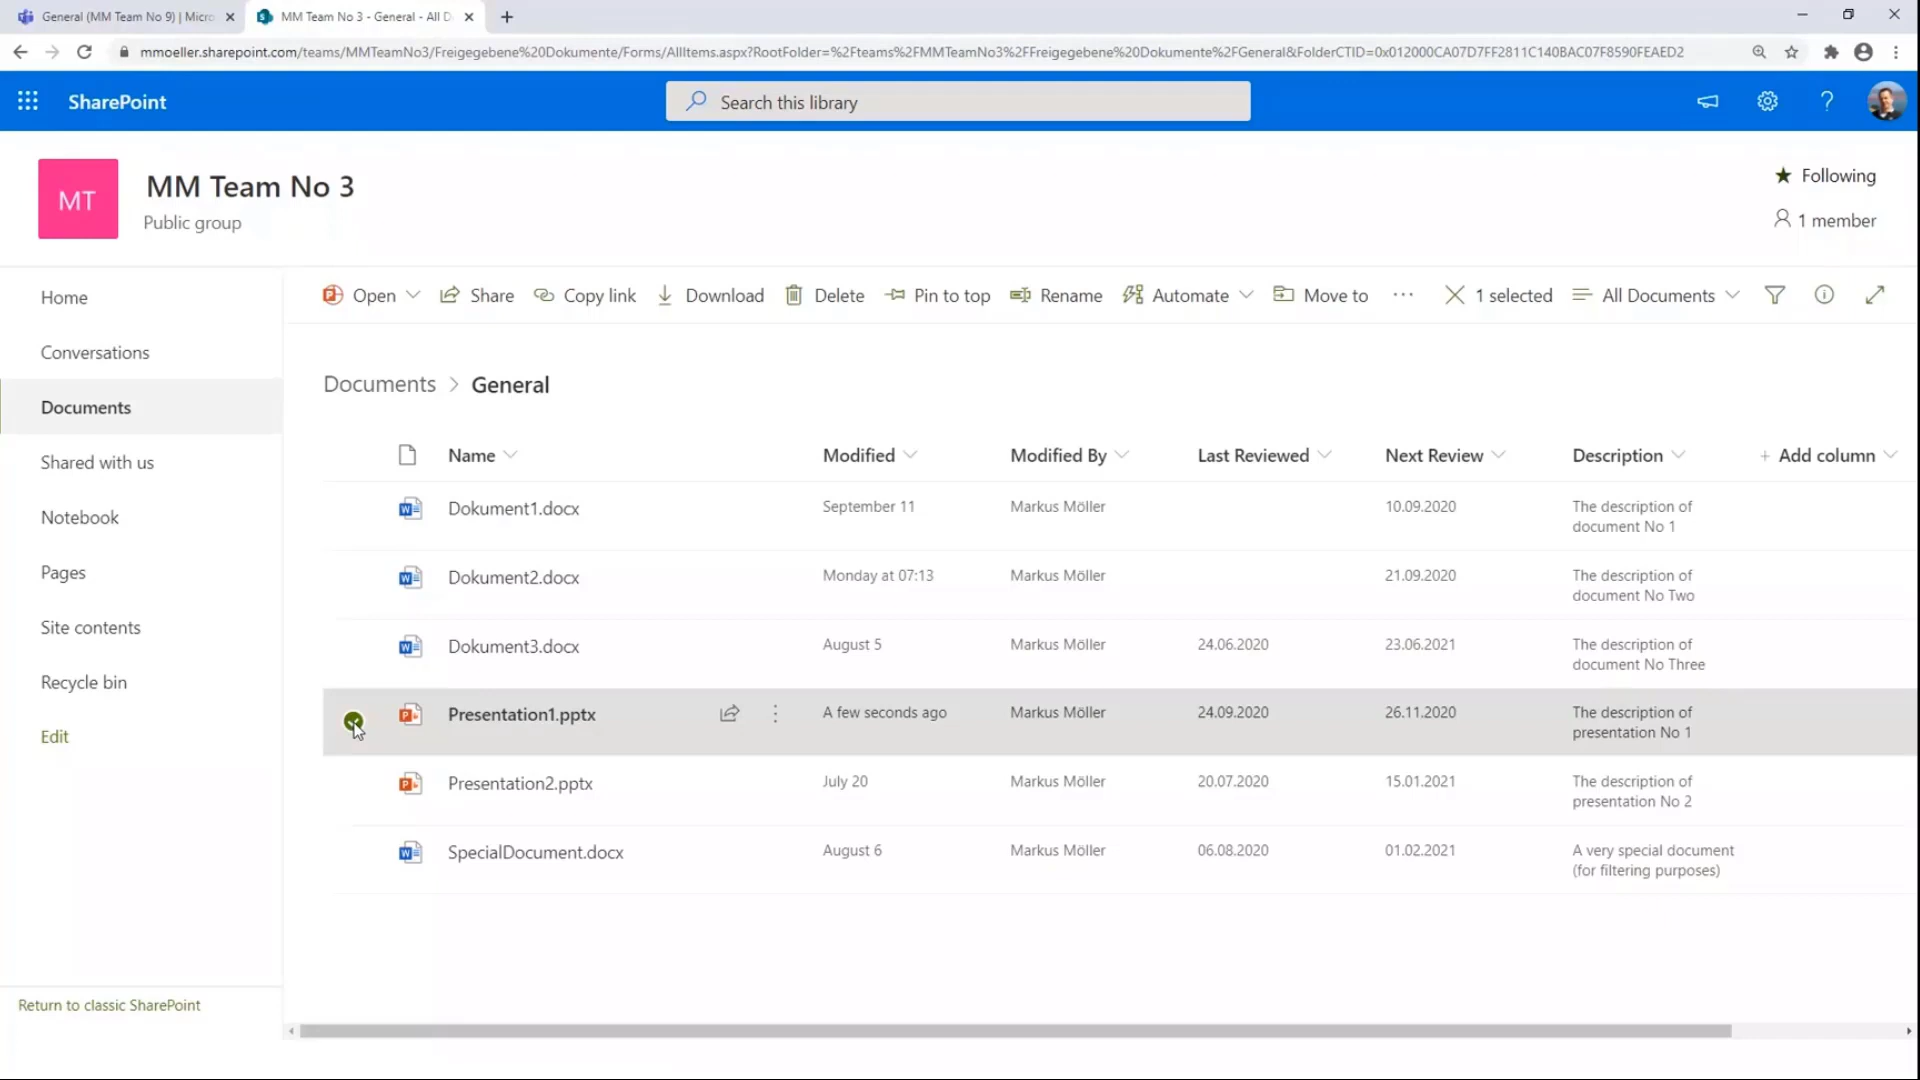 General (MM Team No 9) | Micro
MM Team No 3 - General - All D
mmoeller.sharepoint.com/teams/MMTeamNo3/Freigegebene%20Dokumente/Forms/AllItems.aspx?RootFolder=%2Fteams%2FMMTeamNo3%2FFreigegebene%20Dokumente%2FGeneral&FolderCTID=0x012000CA07D7FF2811C140BAC07F8590FEAED2
SharePoint
Search this library
?
MT
MM Team No 3
Public group
Following
1 member
Home
Conversations
Documents
Shared with us
Notebook
Pages
Site contents
Recycle bin
Edit
Return to classic SharePoint
Open Share Copy link Download Delete Pin to top Rename Automate Move to ... 1 selected All Documents
Documents > General
Name Modified Modified By Last Reviewed Next Review Description + Add column
Dokument1.docx September 11 Markus Möller 10.09.2020 The description of
document No 1
Dokument2.docx Monday at 07:13 Markus Möller 21.09.2020 The description of
document No Two
Dokument3.docx August 5 Markus Möller 24.06.2020 23.06.2021 The description of
document No Three
Presentation1.pptx A few seconds ago Markus Möller 24.09.2020 26.11.2020 The description of
presentation No 1
Presentation2.pptx July 20 Markus Möller 20.07.2020 15.01.2021 The description of
presentation No 2
SpecialDocument.docx August 6 Markus Möller 06.08.2020 01.02.2021 A very special document
(for filtering purposes)